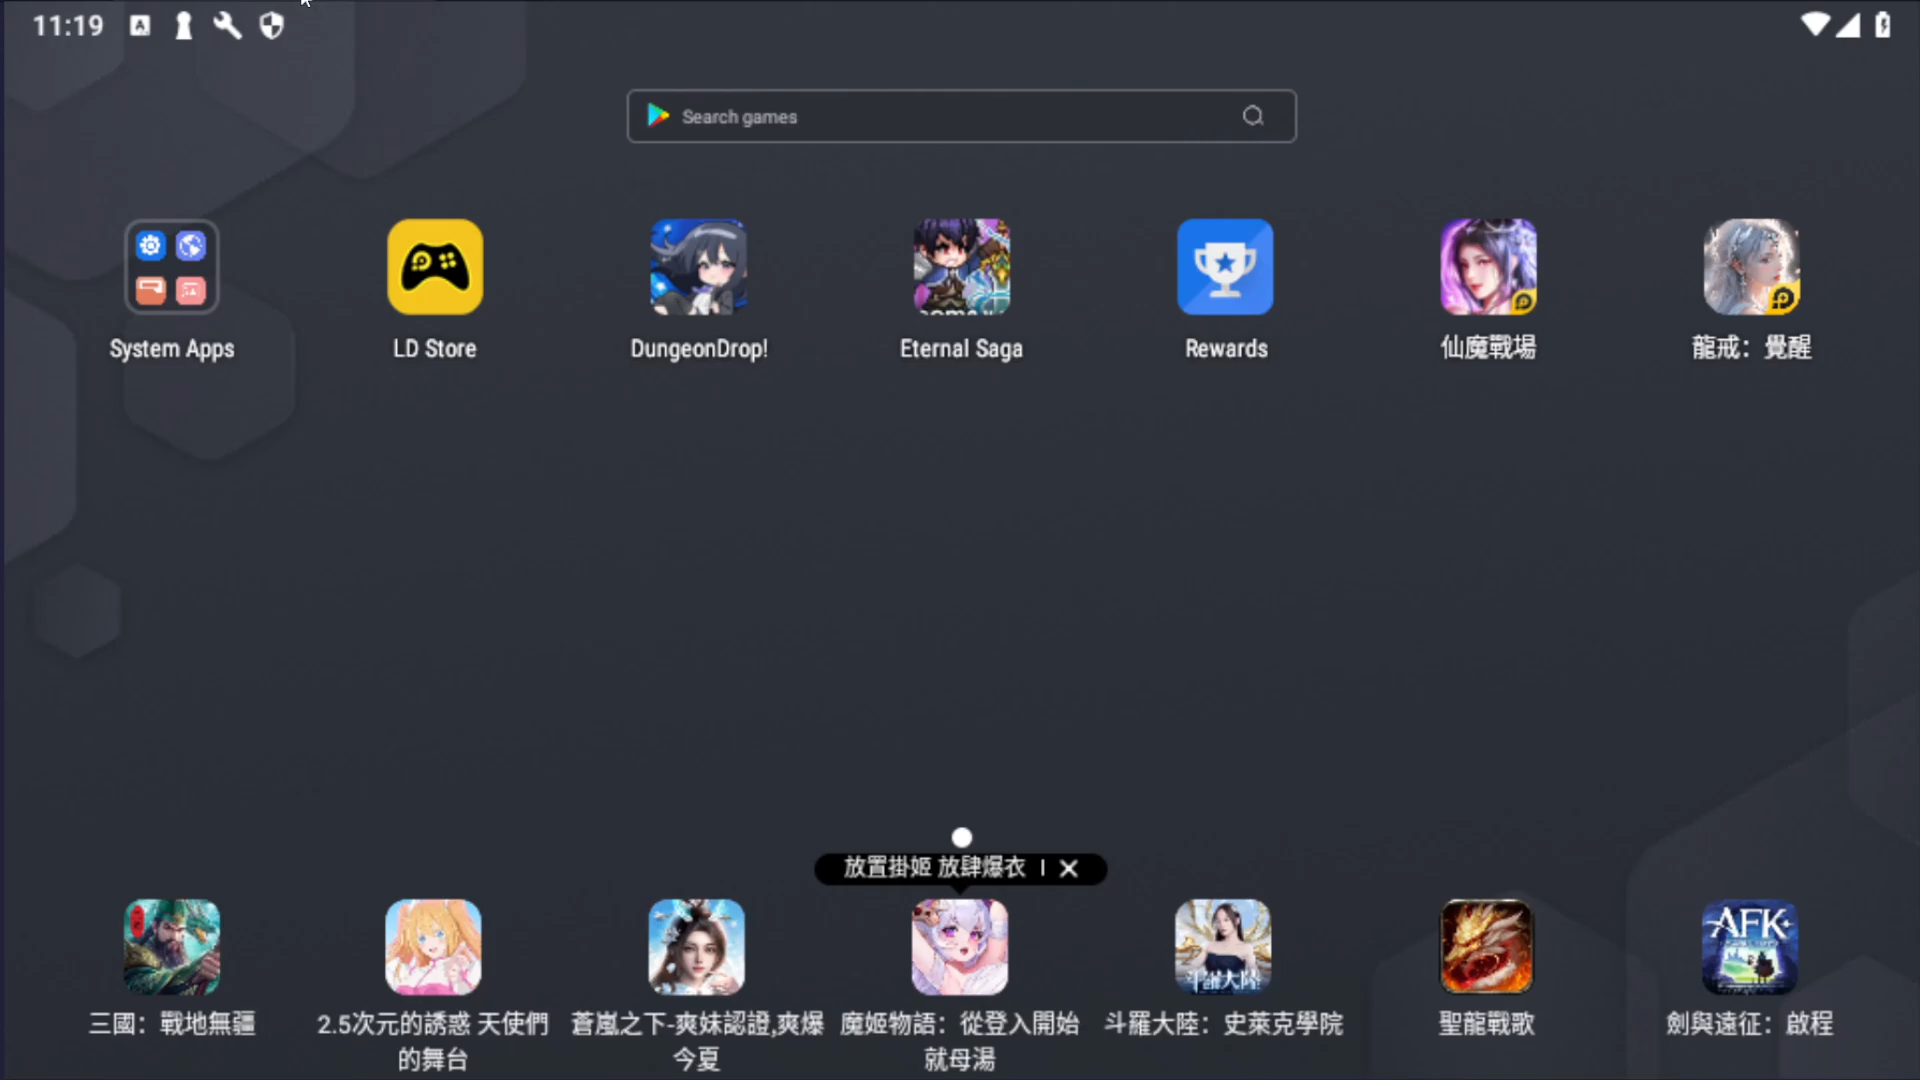 11:19
Search games
System Apps
LD Store
DungeonDrop!
Eternal Saga
Rewards
仙魔戰場
龍戒：覺醒
放置掛姬 放肆爆衣
AFK
斗羅大陸
三國：戰地無疆
2.5次元的誘惑 天使們
的舞台
蒼嵐之下-爽妹認證,爽爆
今夏
魔姬物語：從登入開始
就母湯
斗羅大陸：史萊克學院
聖龍戰歌
劍與遠征：啟程